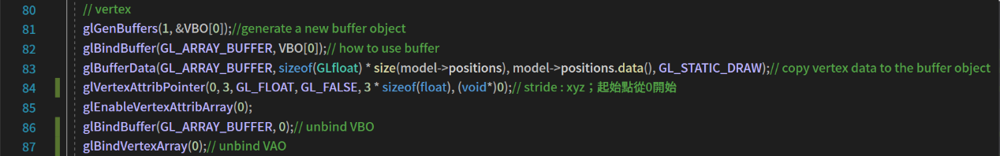 80 // vertex
81 glGenBuffers(1, &VBO[0]);//generate a new buffer object
82 glBindBuffer(GL_ARRAY_BUFFER, VBO[0]);// how to use buffer
83 glBufferData(GL_ARRAY_BUFFER, sizeof(GLfloat) * size(model->positions), model->positions.data(), GL_STATIC_DRAW);// copy vertex data to the buffer object
84 glVertexAttribPointer(0, 3, GL_FLOAT, GL_FALSE, 3 * sizeof(float), (void*)0);// stride : xyz；起始點從0開始
85 glEnableVertexAttribArray(0);
86 glBindBuffer(GL_ARRAY_BUFFER, 0);// unbind VBO
87 glBindVertexArray(0);// unbind VAO